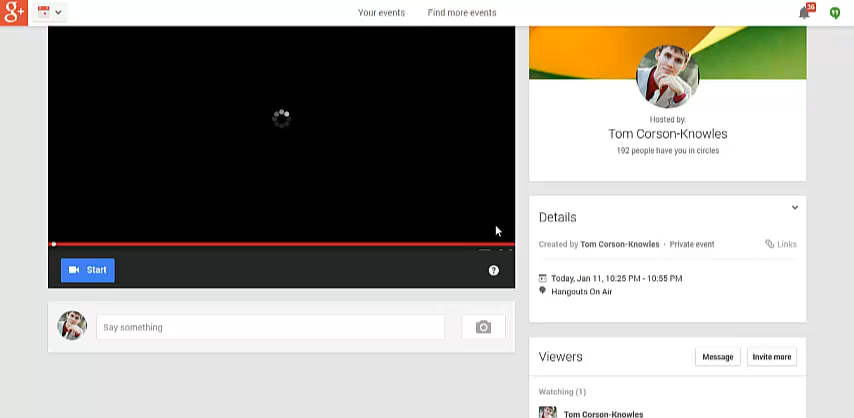 g+
Your events
Find more events
36
Start
?
Say something
Hosted by:
Tom Corson-Knowles
192 people have you in circles
Details
Created by Tom Corson-Knowles · Private event
Links
Today, Jan 11, 10:25 PM - 10:55 PM
Hangouts On Air
Viewers
Message
Invite more
Watching (1)
Tom Corson-Knowles